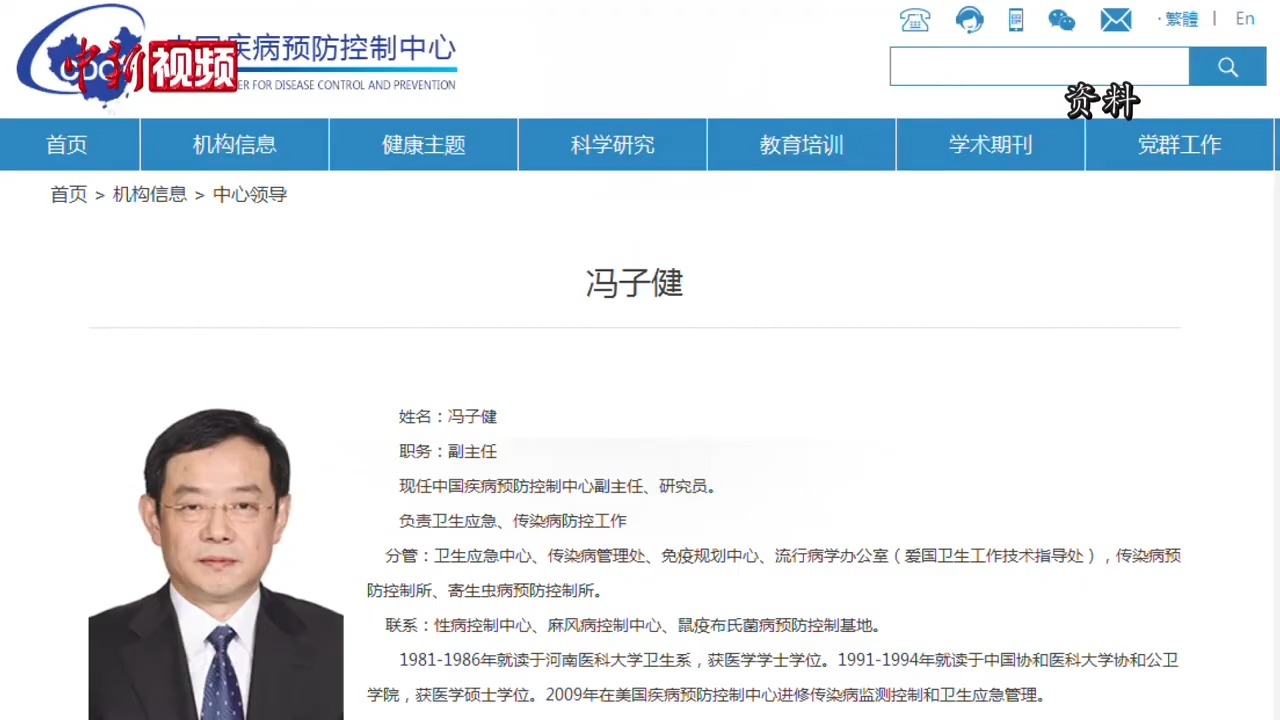 · 繁體 | En
中国疾病预防控制中心
CDC
中新视频
ER FOR DISEASE CONTROL AND PREVENTION
资料
首页 机构信息 健康主题 科学研究 教育培训 学术期刊 党群工作
首页 > 机构信息 > 中心领导
冯子健
姓名：冯子健
职务：副主任
现任中国疾病预防控制中心副主任、研究员。
负责卫生应急、传染病防控工作
分管：卫生应急中心、传染病管理处、免疫规划中心、流行病学办公室（爱国卫生工作技术指导处），传染病预
防控制所、寄生虫病预防控制所。
联系：性病控制中心、麻风病控制中心、鼠疫布氏菌病预防控制基地。
1981-1986年就读于河南医科大学卫生系，获医学学士学位。1991-1994年就读于中国协和医科大学协和公卫
学院，获医学硕士学位。2009年在美国疾病预防控制中心进修传染病监测控制和卫生应急管理。